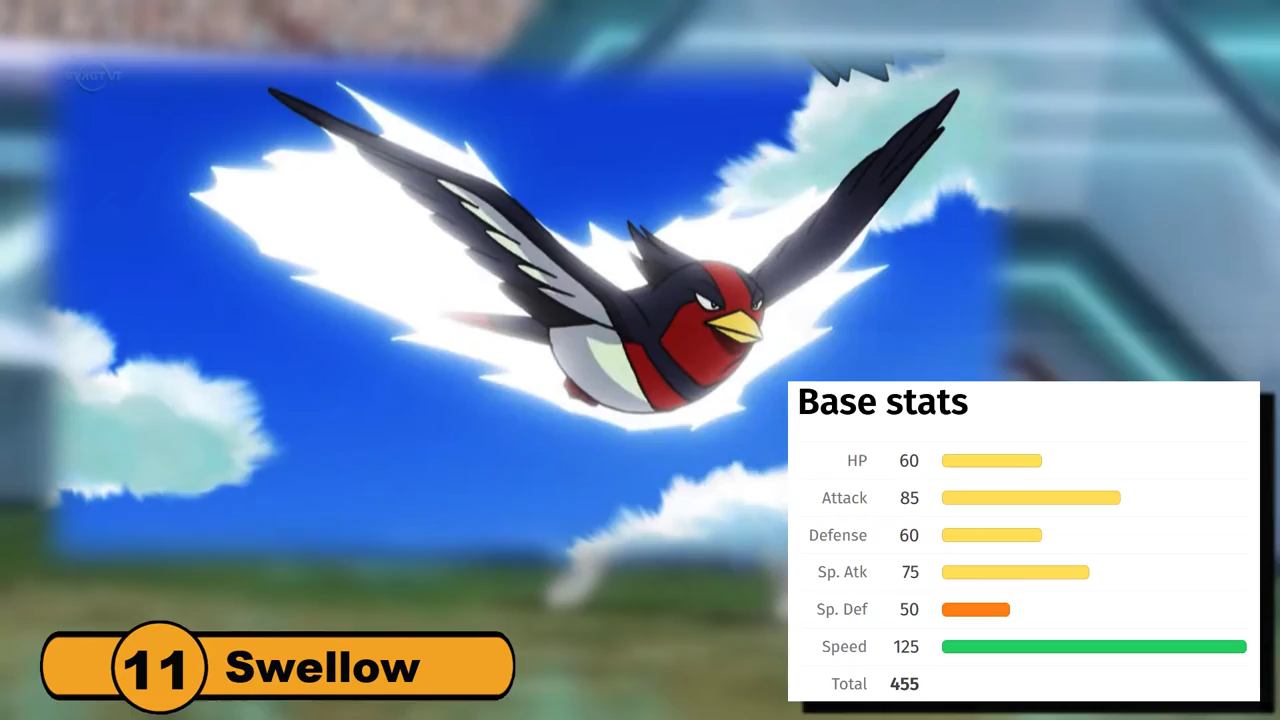 Base stats
HP 60
Attack 85
Defense 60
Sp. Atk 75
Sp. Def 50
Speed 125
Total 455
11 Swellow